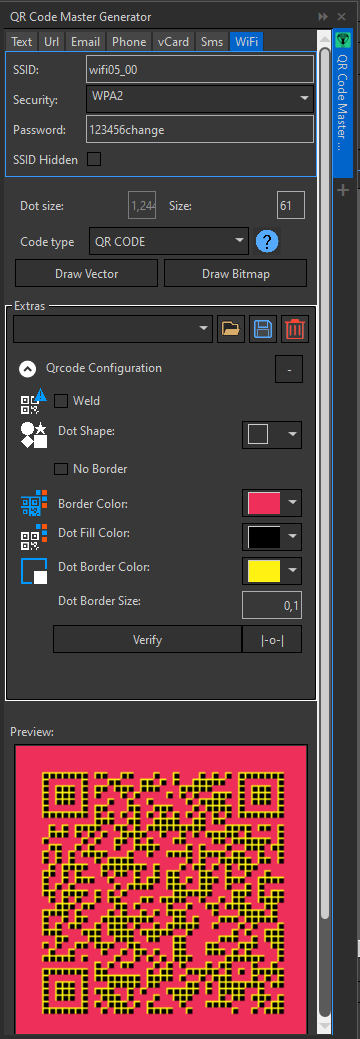 QR Code Master Generator
Text Url Email Phone vCard Sms WiFi
SSID: wifi05_00
Security: WPA2
Password: 123456change
SSID Hidden
Dot size: 1,244 Size: 61
Code type QR CODE ?
Draw Vector Draw Bitmap
Extras
Qrcode Configuration -
Weld
Dot Shape:
No Border
Border Color:
Dot Fill Color:
Dot Border Color:
Dot Border Size: 0,1
Verify |-o-|
Preview:
QR Code Master ...